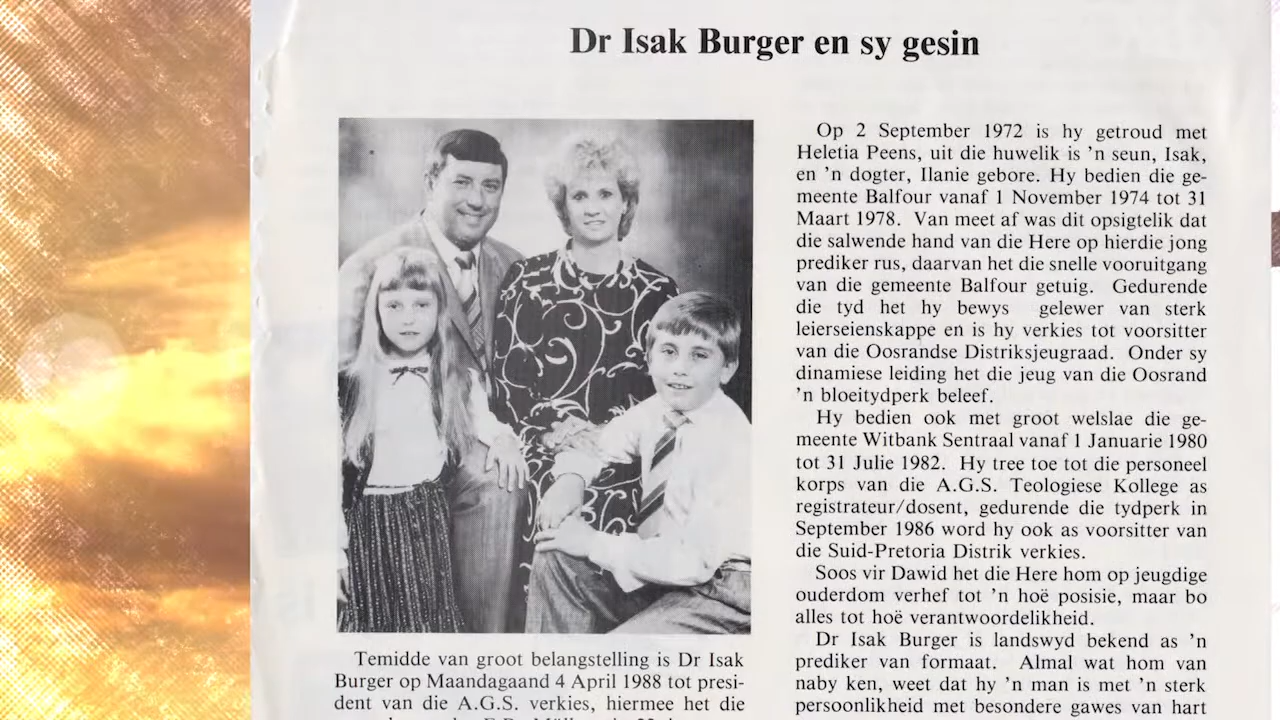 Dr Isak Burger en sy gesin
Temidde van groot belangstelling is Dr Isak
Burger op Maandagaand 4 April 1988 tot presi-
dent van die A.G.S. verkies, hiermee het die
Op 2 September 1972 is hy getroud met
Heletia Peens, uit die huwelik is 'n seun, Isak,
en 'n dogter, Ilanie gebore. Hy bedien die ge-
meente Balfour vanaf 1 November 1974 tot 31
Maart 1978. Van meet af was dit opsigtelik dat
die salwende hand van die Here op hierdie jong
prediker rus, daarvan het die snelle vooruitgang
van die gemeente Balfour getuig. Gedurende
die tyd het hy bewys gelewer van sterk
leierseienskappe en is hy verkies tot voorsitter
van die Oosrandse Distriksjeugraad. Onder sy
dinamiese leiding het die jeug van die Oosrand
'n bloeitydperk beleef.
Hy bedien ook met groot welslae die ge-
meente Witbank Sentraal vanaf 1 Januarie 1980
tot 31 Julie 1982. Hy tree toe tot die personeel
korps van die A.G.S. Teologiese Kollege as
registrateur/dosent, gedurende die tydperk in
September 1986 word hy ook as voorsitter van
die Suid-Pretoria Distrik verkies.
Soos vir Dawid het die Here hom op jeugdige
ouderdom verhef tot 'n hoë posisie, maar bo
alles tot hoë verantwoordelikheid.
Dr Isak Burger is landswyd bekend as 'n
prediker van formaat. Almal wat hom van
naby ken, weet dat hy 'n man is met 'n sterk
persoonlikheid met besondere gawes van hart